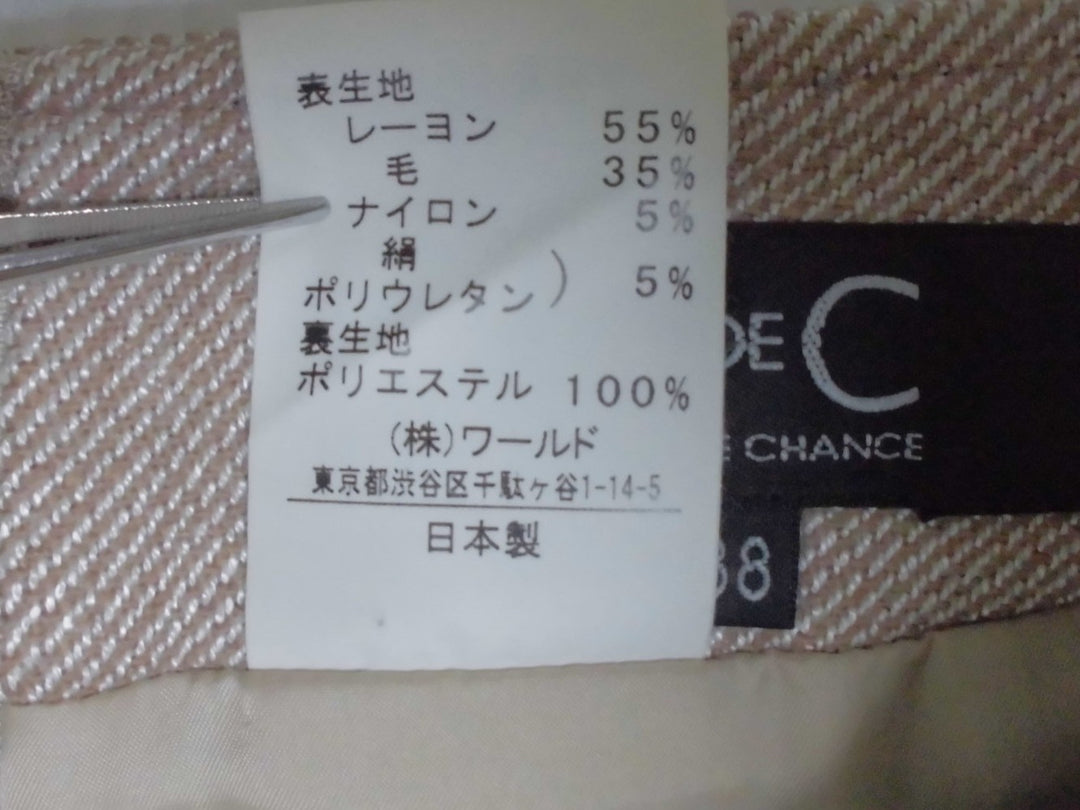 表生地
レーヨン 55%
毛 35%
ナイロン 5%
絹
ポリウレタン ) 5%
裏生地
ポリエステル 100%
(株)ワールド
東京都渋谷区千駄ヶ谷1-14-5
日本製
DE C
E CHANCE
38